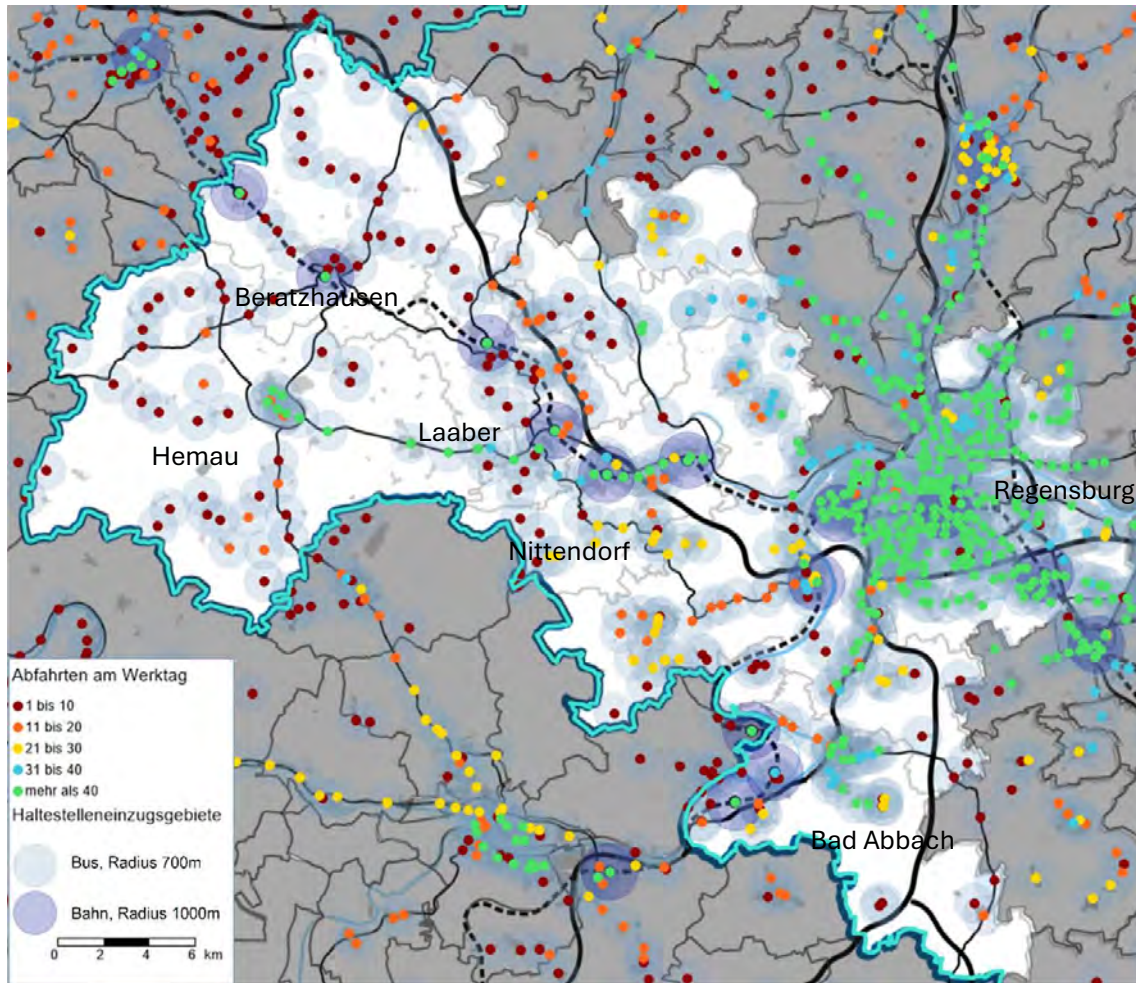 Beratzhausen
Laaber
Hemau
Regensburg
Nittendorf
Bad Abbach
Abfahrten am Werktag
1 bis 10
11 bis 20
21 bis 30
31 bis 40
mehr als 40
Haltestelleneinzugsgebiete
Bus, Radius 700m
Bahn, Radius 1000m
0 2 4 6 km